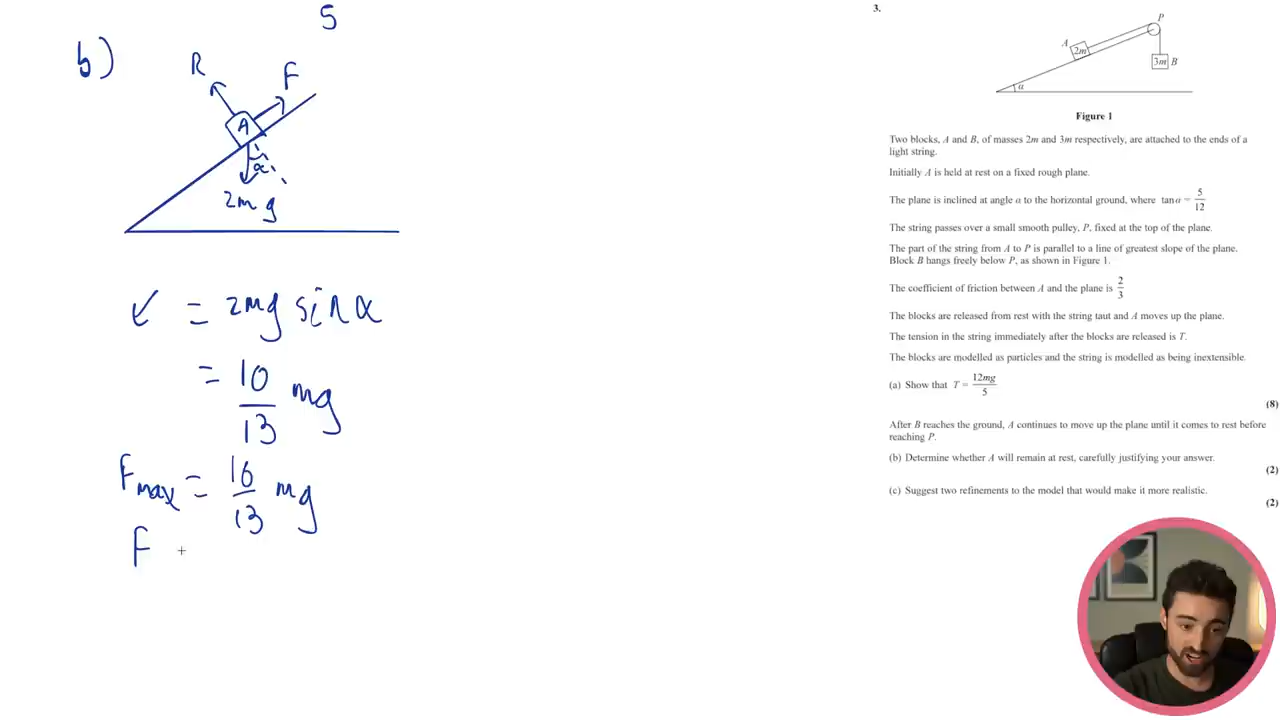 5
b)
R
F
A
α
2mg
↙ = 2mg sin α
= 10/13 mg
Fmax = 16/13 mg
F
3.
P
A
2m
3m B
α
Figure 1
Two blocks, A and B, of masses 2m and 3m respectively, are attached to the ends of a
light string.
Initially A is held at rest on a fixed rough plane.
The plane is inclined at angle α to the horizontal ground, where tan α = 5/12
The string passes over a small smooth pulley, P, fixed at the top of the plane.
The part of the string from A to P is parallel to a line of greatest slope of the plane.
Block B hangs freely below P, as shown in Figure 1.
The coefficient of friction between A and the plane is 2/3
The blocks are released from rest with the string taut and A moves up the plane.
The tension in the string immediately after the blocks are released is T.
The blocks are modelled as particles and the string is modelled as being inextensible.
(a) Show that T = 12mg/5
(8)
After B reaches the ground, A continues to move up the plane until it comes to rest before
reaching P.
(b) Determine whether A will remain at rest, carefully justifying your answer.
(2)
(c) Suggest two refinements to the model that would make it more realistic.
(2)